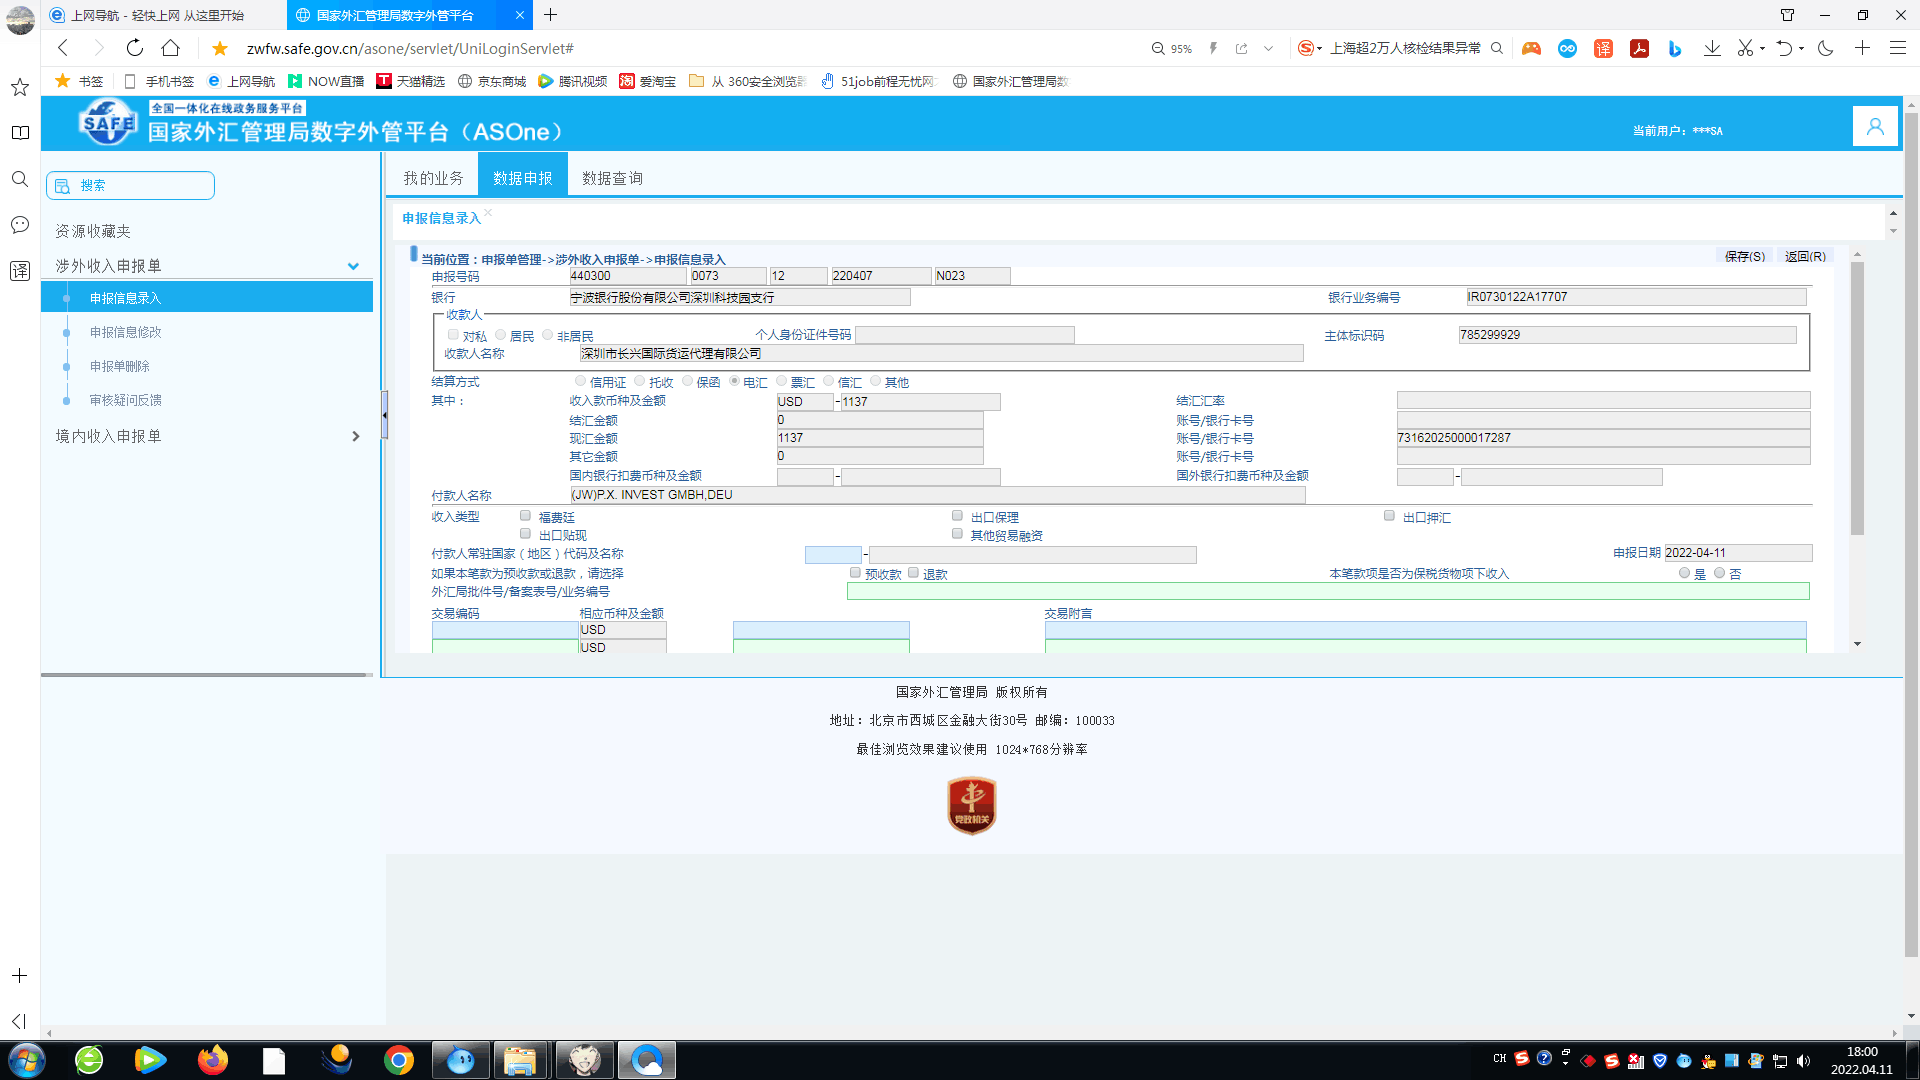 上网导航 - 轻快上网 从这里开始
国家外汇管理局数字外管平台
zwfw.safe.gov.cn/asone/servlet/UniLoginServlet#
95%
上海超2万人核检结果异常
书签
手机书签
上网导航
NOW直播
天猫精选
京东商城
腾讯视频
爱淘宝
从 360安全浏览器
51job前程无忧网
国家外汇管理局数
SAFE
全国一体化在线政务服务平台
国家外汇管理局数字外管平台（ASOne）
当前用户：***SA
搜索
资源收藏夹
涉外收入申报单
申报信息录入
申报信息修改
申报单删除
审核疑问反馈
境内收入申报单
我的业务 数据申报 数据查询
申报信息录入
当前位置：申报单管理->涉外收入申报单->申报信息录入
保存(S) 返回(R)
申报号码 440300 0073 12 220407 N023
银行 宁波银行股份有限公司深圳科技园支行 银行业务编号 IR0730122A17707
收款人
对私 居民 非居民 个人身份证件号码 主体标识码 785299929
收款人名称 深圳市长兴国际货运代理有限公司
结算方式 信用证 托收 保函 电汇 票汇 信汇 其他
其中： 收入款币种及金额 USD -1137 结汇汇率
结汇金额 0 账号/银行卡号
现汇金额 1137 账号/银行卡号 73162025000017287
其它金额 0 账号/银行卡号
国内银行扣费币种及金额 - 国外银行扣费币种及金额 -
付款人名称 (JW)P.X. INVEST GMBH,DEU
收入类型 福费廷 出口保理 出口押汇
出口贴现 其他贸易融资
付款人常驻国家（地区）代码及名称 - 申报日期 2022-04-11
如果本笔款为预收款或退款，请选择 预收款 退款 本笔款项是否为保税货物项下收入 是 否
外汇局批件号/备案表号/业务编号
交易编码 相应币种及金额 交易附言
USD
USD
国家外汇管理局 版权所有
地址：北京市西城区金融大街30号 邮编：100033
最佳浏览效果建议使用 1024*768分辨率
党政机关
CH
18:00
2022.04.11